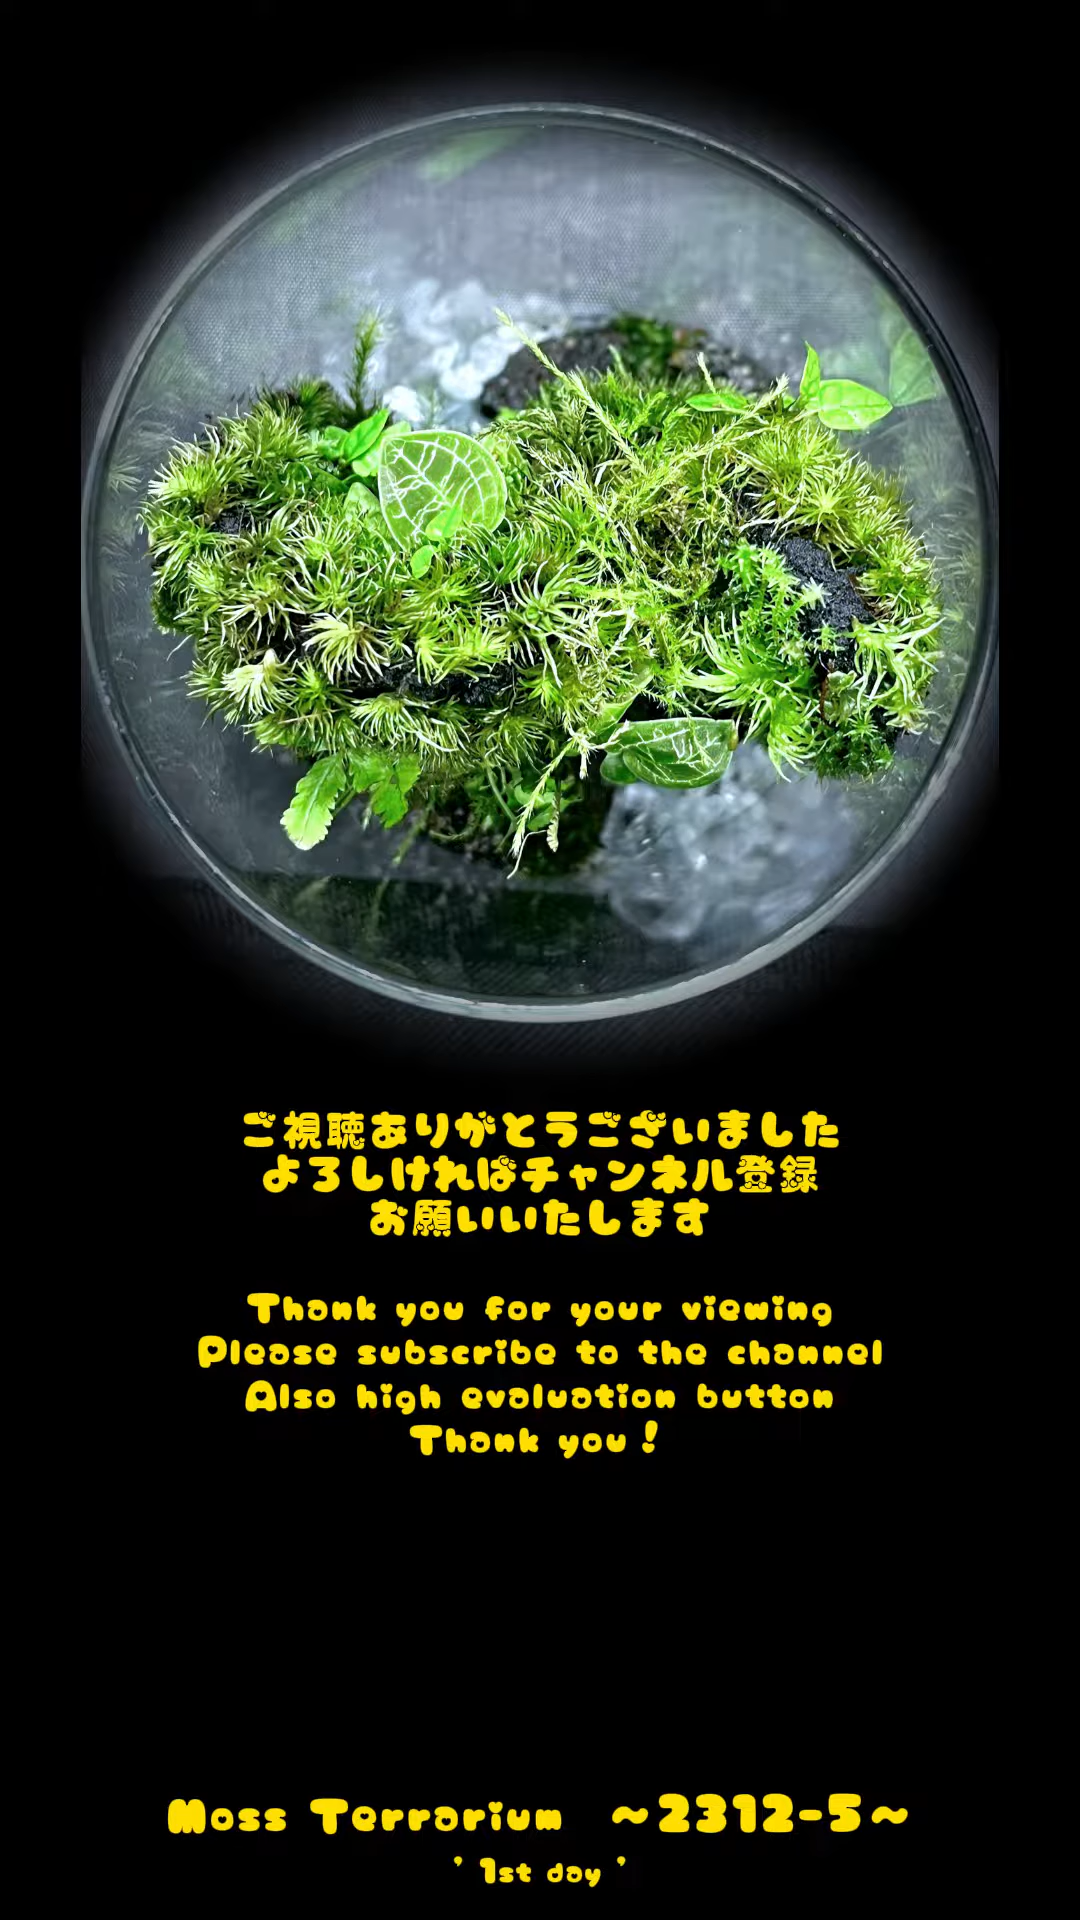 ご視聴ありがとうございました
よろしければチャンネル登録
お願いいたします
Thank you for your viewing
Please subscribe to the channel
Also high evaluation button
Thank you !
Moss Terrarium ~2312-5~
' 1st day '